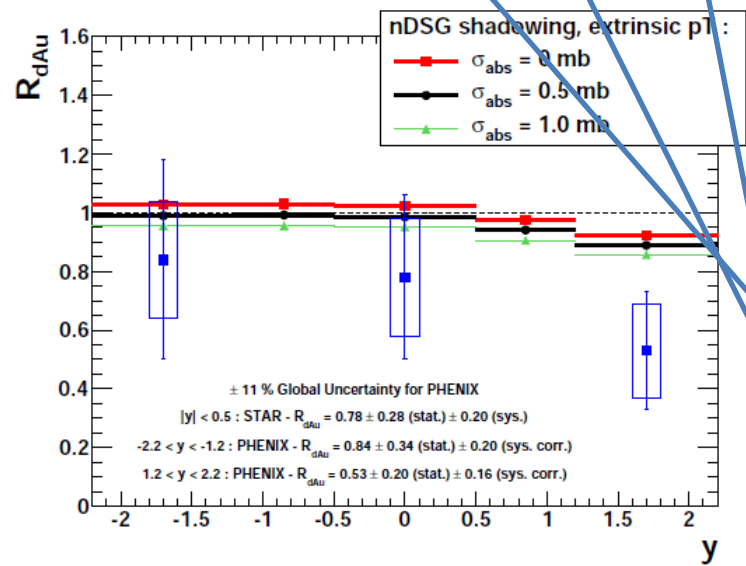 nDSG shadowing, extrinsic pT :
σabs = 0 mb
σabs = 0.5 mb
σabs = 1.0 mb
RdAu
1.6
1.4
1.2
1
0.8
0.6
0.4
0.2
0
± 11 % Global Uncertainty for PHENIX
|y| < 0.5 : STAR - RdAu = 0.78 ± 0.28 (stat.) ± 0.20 (sys.)
-2.2 < y < -1.2 : PHENIX - RdAu = 0.84 ± 0.34 (stat.) ± 0.20 (sys. corr.)
1.2 < y < 2.2 : PHENIX - RdAu = 0.53 ± 0.20 (stat.) ± 0.16 (sys. corr.)
-2 -1.5 -1 -0.5 0 0.5 1 1.5 2
y